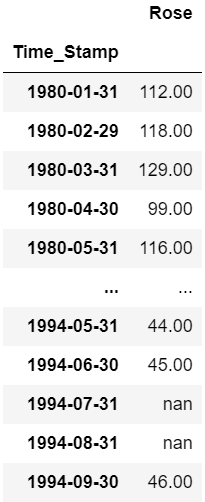 Rose
Time_Stamp
1980-01-31 112.00
1980-02-29 118.00
1980-03-31 129.00
1980-04-30 99.00
1980-05-31 116.00
... ...
1994-05-31 44.00
1994-06-30 45.00
1994-07-31 nan
1994-08-31 nan
1994-09-30 46.00